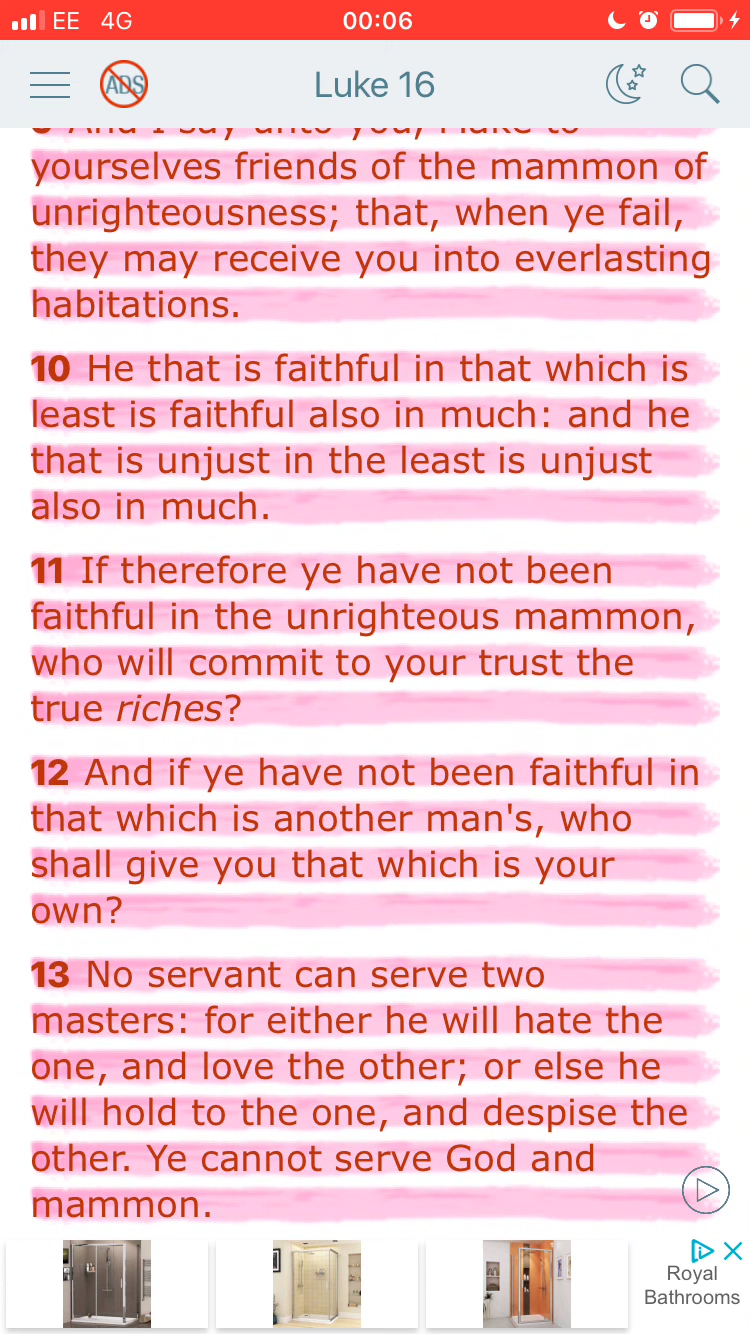 EE 4G 00:06
ADS Luke 16
And I say unto you, Make to
yourselves friends of the mammon of
unrighteousness; that, when ye fail,
they may receive you into everlasting
habitations.
10 He that is faithful in that which is
least is faithful also in much: and he
that is unjust in the least is unjust
also in much.
11 If therefore ye have not been
faithful in the unrighteous mammon,
who will commit to your trust the
true riches?
12 And if ye have not been faithful in
that which is another man's, who
shall give you that which is your
own?
13 No servant can serve two
masters: for either he will hate the
one, and love the other; or else he
will hold to the one, and despise the
other. Ye cannot serve God and
mammon.
Royal
Bathrooms